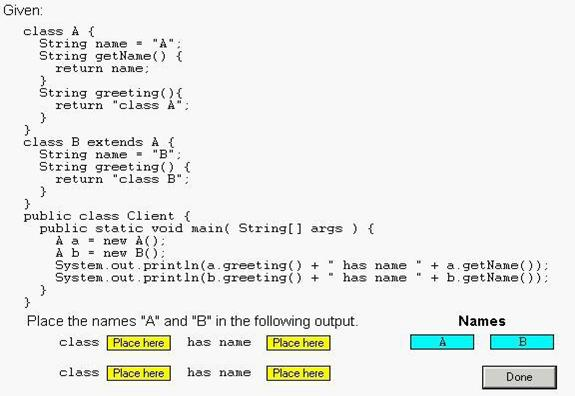 Given:
class A {
String name = "A";
String getName() {
return name;
}
String greeting(){
return "class A";
}
}
class B extends A {
String name = "B";
String greeting() {
return "class B";
}
}
public class Client {
public static void main( String[] args ) {
A a = new A();
A b = new B();
System.out.println(a.greeting() + " has name " + a.getName());
System.out.println(b.greeting() + " has name " + b.getName());
}
}
Place the names "A" and "B" in the following output.
Names
class Place here has name Place here
A B
class Place here has name Place here
Done